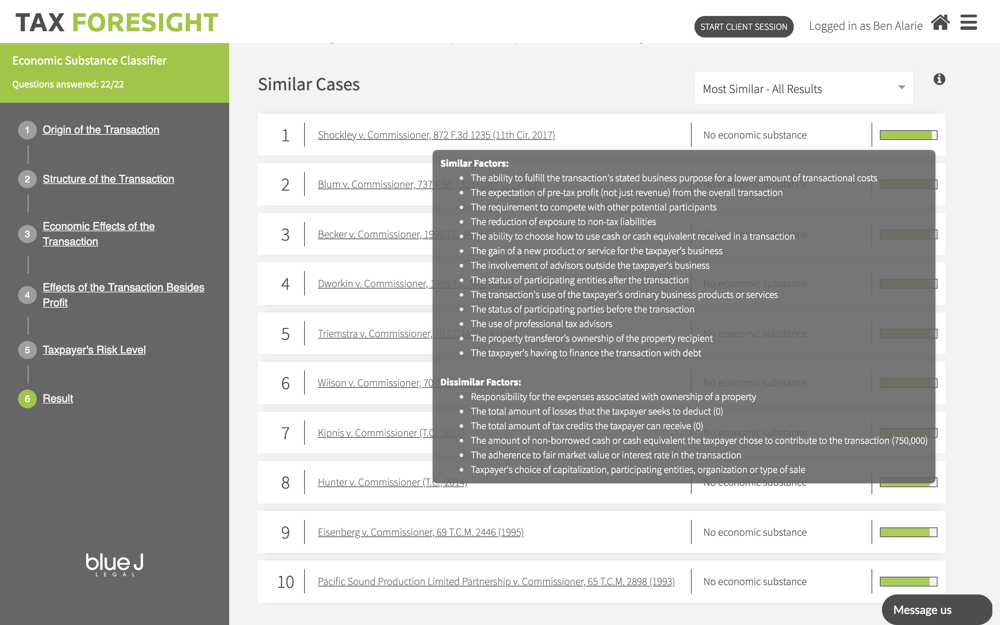 TAX FORESIGHT
START CLIENT SESSION
Logged in as Ben Alarie
Economic Substance Classifier
Questions answered: 22/22
1 Origin of the Transaction
2 Structure of the Transaction
3 Economic Effects of the
Transaction
4 Effects of the Transaction Besides
Profit
5 Taxpayer's Risk Level
6 Result
blue J
LEGAL
Similar Cases
Most Similar - All Results
1 Shockley v. Commissioner, 872 F.3d 1235 (11th Cir. 2017) No economic substance
2 Blum v. Commissioner, 737 F.3d 1303 (10th Cir. 2013) No economic substance
3 Becker v. Commissioner, 1996 T.C. No economic substance
4 Dworkin v. Commissioner, 1995 T.C. Memo 533 No economic substance
5 Triemstra v. Commissioner, 70 T.C.M. 1514 (1995) No economic substance
6 Wilson v. Commissioner, 70 No economic substance
7 Kipnis v. Commissioner (T.C., 2012) No economic substance
8 Hunter v. Commissioner (T.C., 2014) No economic substance
9 Eisenberg v. Commissioner, 69 T.C.M. 2446 (1995) No economic substance
10 Pacific Sound Production Limited Partnership v. Commissioner, 65 T.C.M. 2898 (1993) No economic substance
Similar Factors:
• The ability to fulfill the transaction's stated business purpose for a lower amount of transactional costs
• The expectation of pre-tax profit (not just revenue) from the overall transaction
• The requirement to compete with other potential participants
• The reduction of exposure to non-tax liabilities
• The ability to choose how to use cash or cash equivalent received in a transaction
• The gain of a new product or service for the taxpayer's business
• The involvement of advisors outside the taxpayer's business
• The status of participating entities after the transaction
• The transaction's use of the taxpayer's ordinary business products or services
• The status of participating parties before the transaction
• The use of professional tax advisors
• The property transferor's ownership of the property recipient
• The taxpayer's having to finance the transaction with debt
Dissimilar Factors:
• Responsibility for the expenses associated with ownership of a property
• The total amount of losses that the taxpayer seeks to deduct (0)
• The total amount of tax credits the taxpayer can receive (0)
• The amount of non-borrowed cash or cash equivalent the taxpayer chose to contribute to the transaction (750,000)
• The adherence to fair market value or interest rate in the transaction
• Taxpayer's choice of capitalization, participating entities, organization or type of sale
Message us